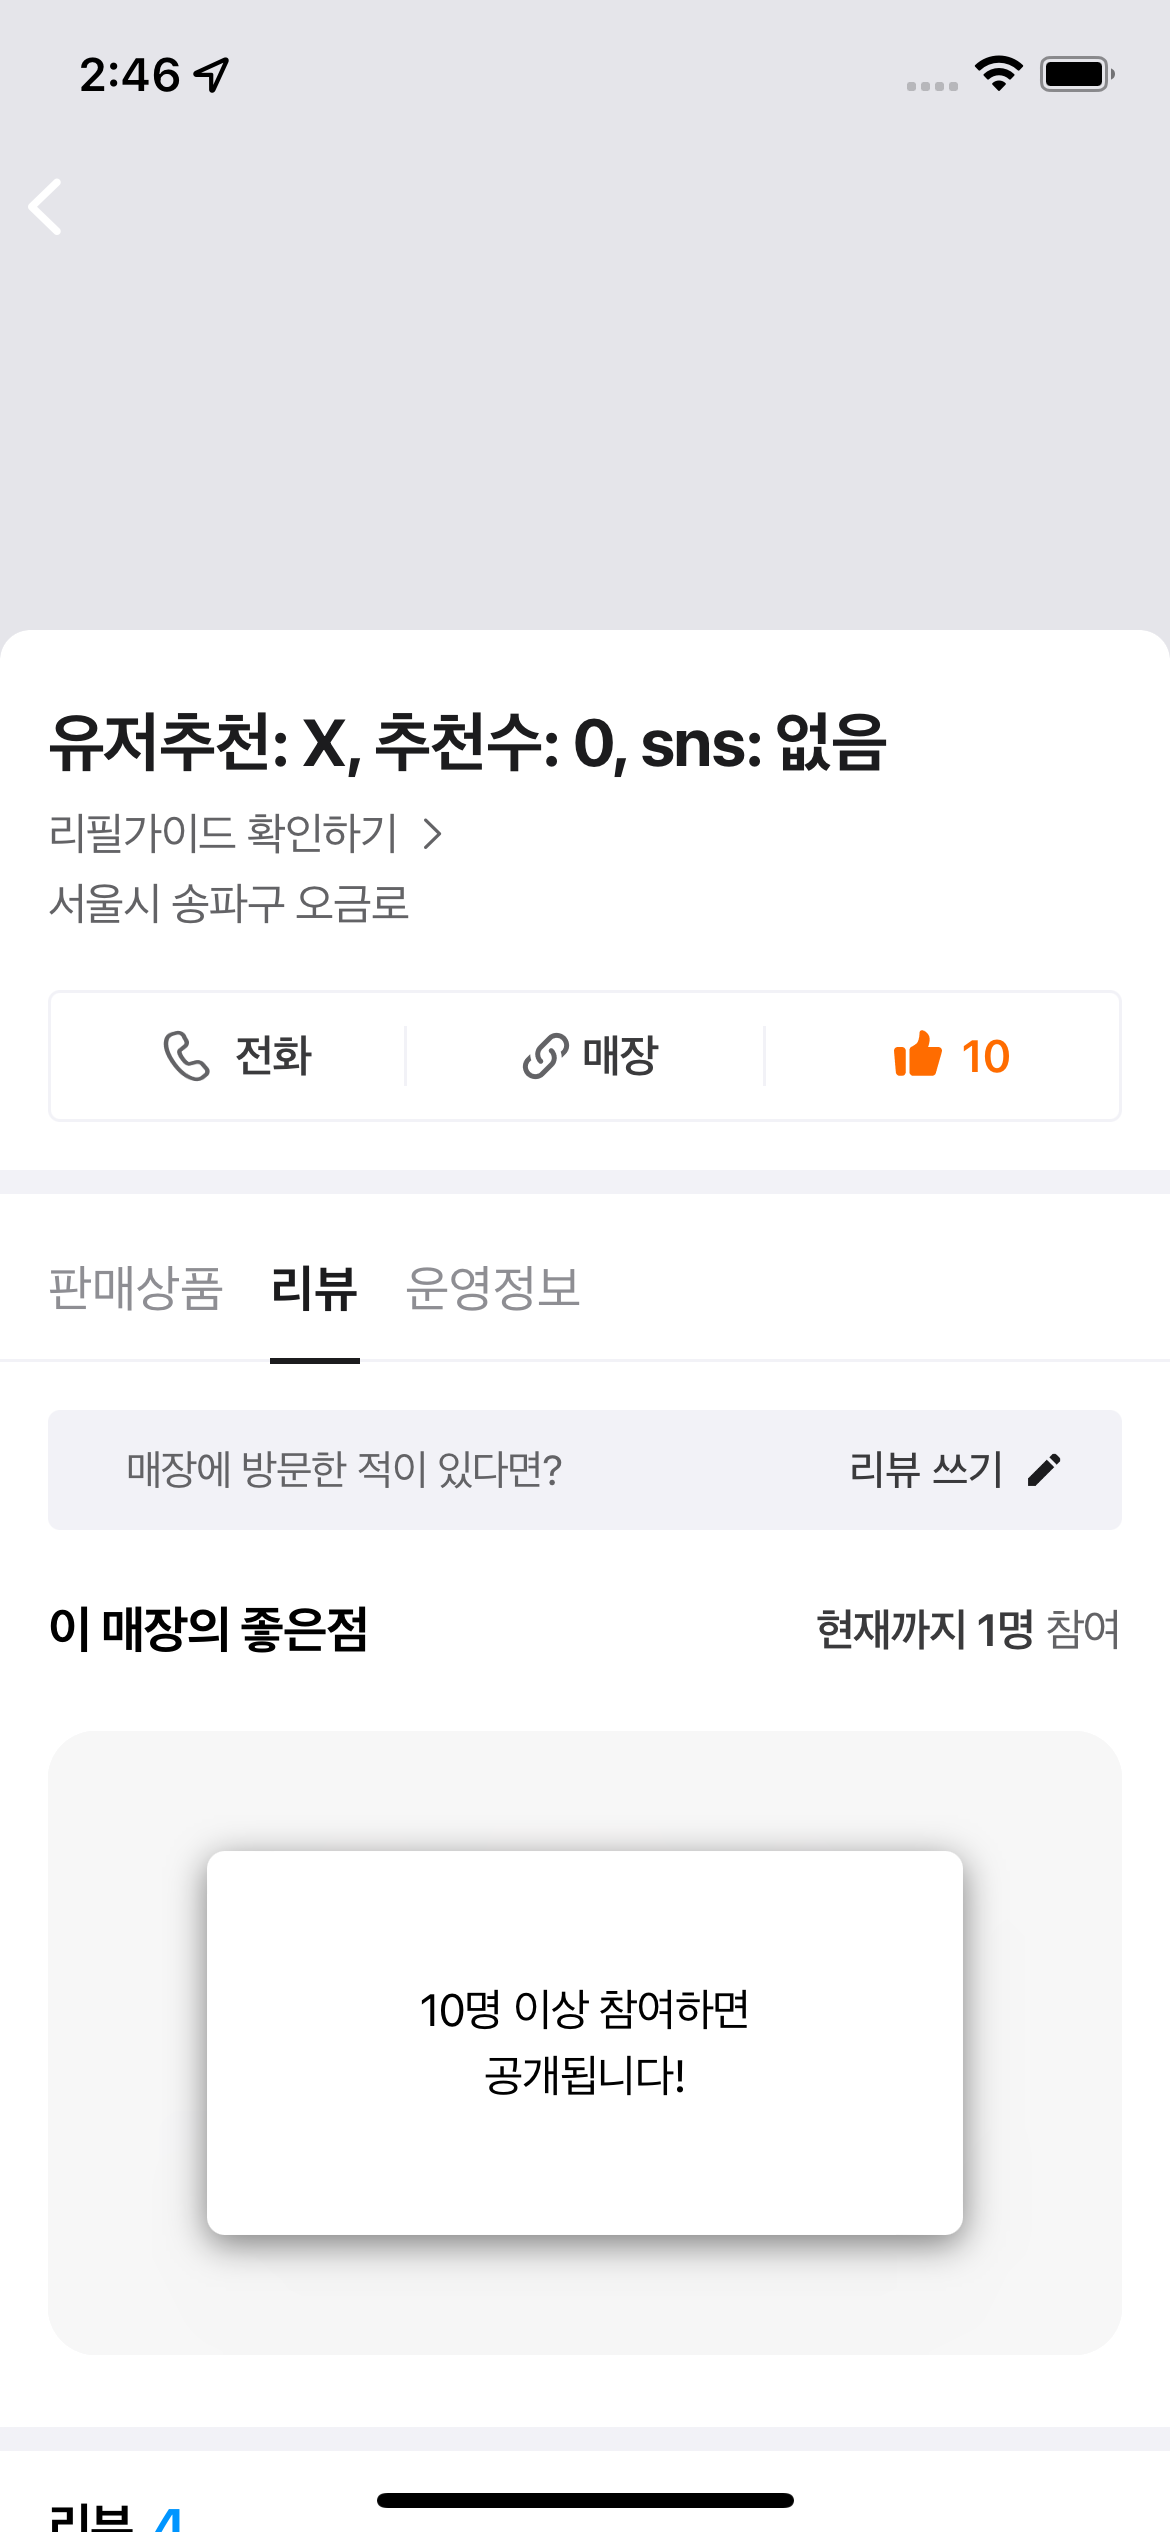 2:46
유저추천: X, 추천수: 0, sns: 없음
리필가이드 확인하기
서울시 송파구 오금로
전화 매장 10
판매상품 리뷰 운영정보
매장에 방문한 적이 있다면? 리뷰 쓰기
이 매장의 좋은점 현재까지 1명 참여
10명 이상 참여하면
공개됩니다!
리뷰 4